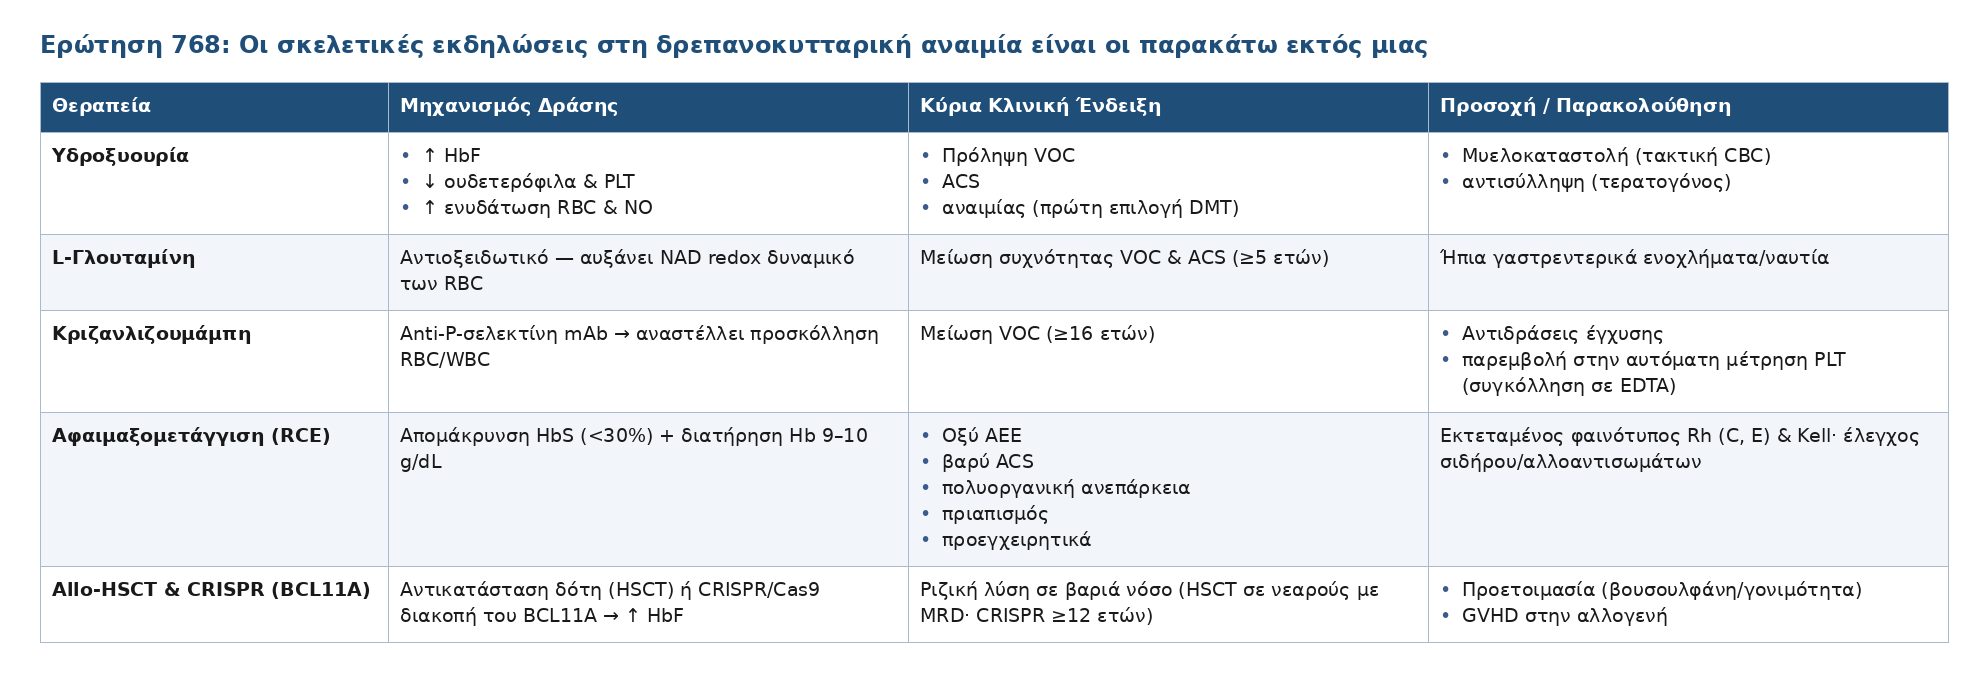 Ερώτηση 768: Οι σκελετικές εκδηλώσεις στη δρεπανοκυτταρική αναιμία είναι οι παρακάτω εκτός μιας
Θεραπεία
Μηχανισμός Δράσης
Κύρια Κλινική Ένδειξη
Προσοχή / Παρακολούθηση
Υδροξυουρία
• ↑ HbF
• ↓ ουδετερόφιλα & PLT
• ↑ ενυδάτωση RBC & NO
• Πρόληψη VOC
• ACS
• αναιμίας (πρώτη επιλογή DMT)
• Μυελοκαταστολή (τακτική CBC)
• αντισύλληψη (τερατογόνος)
L-Γλουταμίνη
Αντιοξειδωτικό — αυξάνει NAD redox δυναμικό
των RBC
Μείωση συχνότητας VOC & ACS (≥5 ετών)
Ήπια γαστρεντερικά ενοχλήματα/ναυτία
Κριζανλιζουμάμπη
Anti-P-σελεκτίνη mAb → αναστέλλει προσκόλληση
RBC/WBC
Μείωση VOC (≥16 ετών)
• Αντιδράσεις έγχυσης
• παρεμβολή στην αυτόματη μέτρηση PLT
(συγκόλληση σε EDTA)
Αφαιμαξομετάγγιση (RCE)
Απομάκρυνση HbS (<30%) + διατήρηση Hb 9–10
g/dL
• Οξύ ΑΕΕ
• βαρύ ACS
• πολυοργανική ανεπάρκεια
• πριαπισμός
• προεγχειρητικά
Εκτεταμένος φαινότυπος Rh (C, E) & Kell· έλεγχος
σιδήρου/αλλοαντισωμάτων
Allo-HSCT & CRISPR (BCL11A)
Αντικατάσταση δότη (HSCT) ή CRISPR/Cas9
διακοπή του BCL11A → ↑ HbF
Ριζική λύση σε βαριά νόσο (HSCT σε νεαρούς με
MRD· CRISPR ≥12 ετών)
• Προετοιμασία (βουσουλφάνη/γονιμότητα)
• GVHD στην αλλογενή